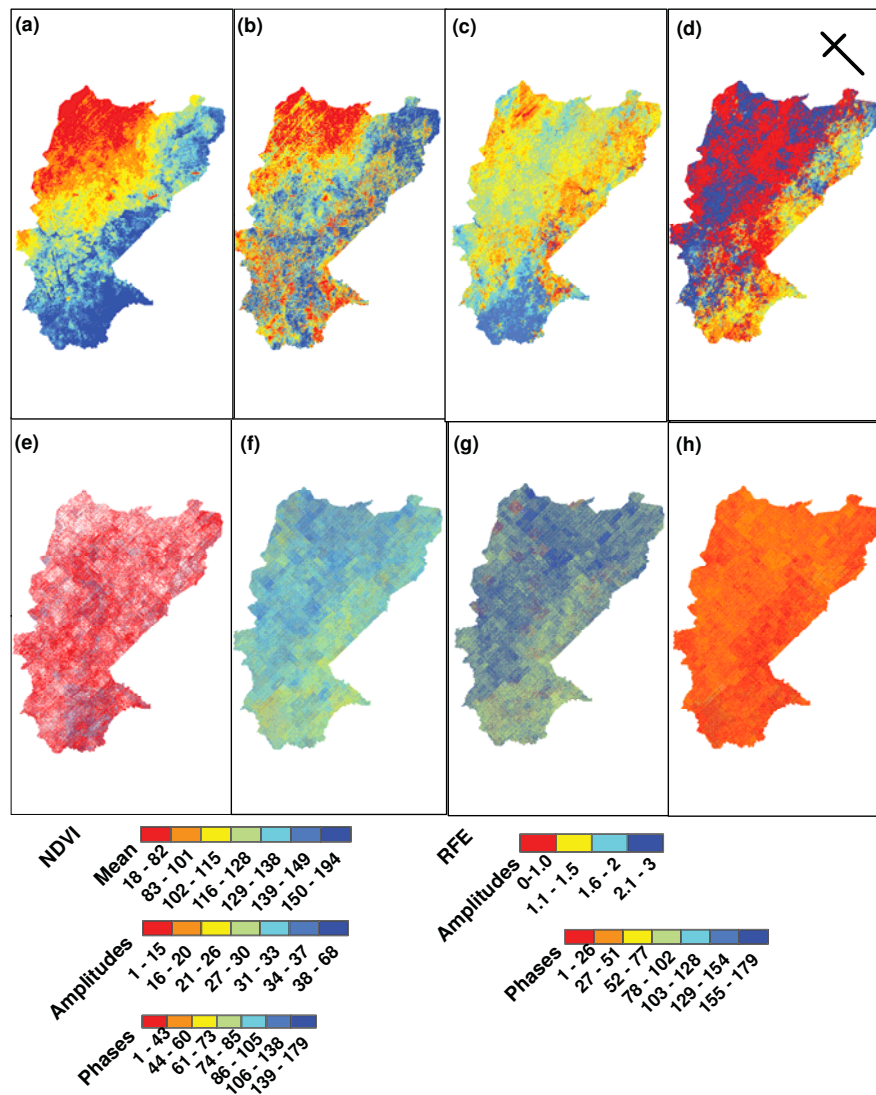 (a)
(b)
(c)
(d)
(e)
(f)
(g)
(h)
NDVI
Mean
18 - 82
83 - 101
102 - 115
116 - 128
129 - 138
139 - 149
150 - 194
Amplitudes
1 - 15
16 - 20
21 - 26
27 - 30
31 - 33
34 - 37
38 - 68
Phases
1 - 43
44 - 60
61 - 73
74 - 85
86 - 105
106 - 138
139 - 179
RFE
Amplitudes
0-1.0
1.1 - 1.5
1.6 - 2
2.1 - 3
Phases
1 - 26
27 - 51
52 - 77
78 - 102
103 - 128
129 - 154
155 - 179